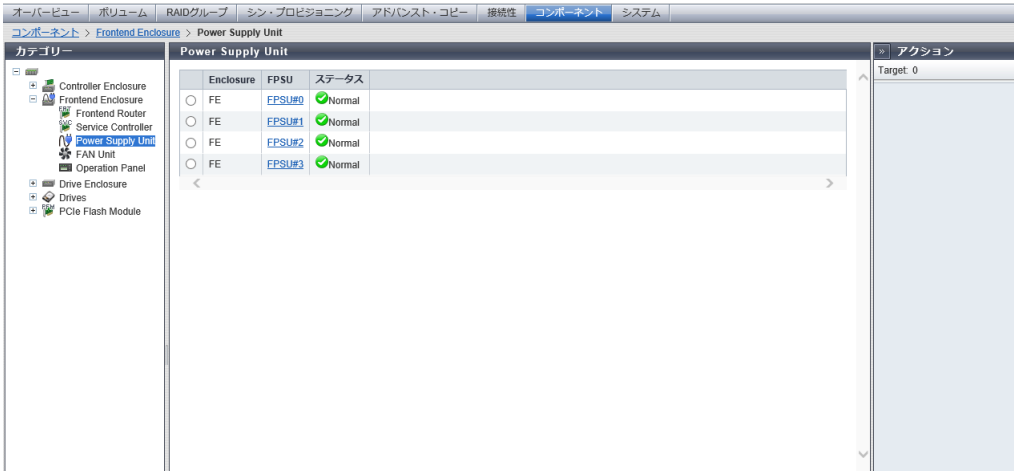 オーバービュー ボリューム RAIDグループ シン・プロビジョニング アドバンスト・コピー 接続性 コンポーネント システム
コンポーネント > Frontend Enclosure > Power Supply Unit
カテゴリー
Controller Enclosure
Frontend Enclosure
Frontend Router
Service Controller
Power Supply Unit
FAN Unit
Operation Panel
Drive Enclosure
Drives
PCIe Flash Module
Power Supply Unit
Enclosure FPSU ステータス
FE FPSU#0 Normal
FE FPSU#1 Normal
FE FPSU#2 Normal
FE FPSU#3 Normal
» アクション
Target: 0